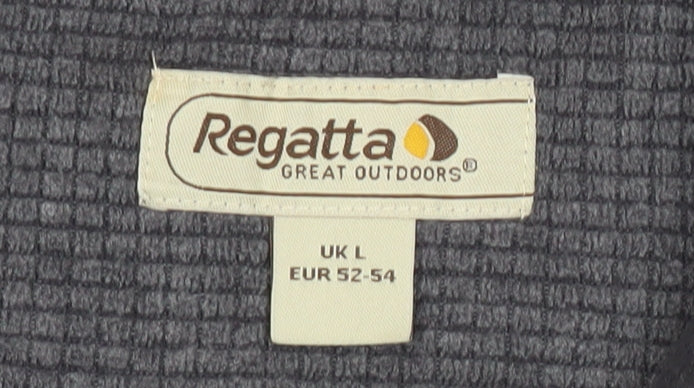 Regatta
GREAT OUTDOORS®
UK L
EUR 52-54